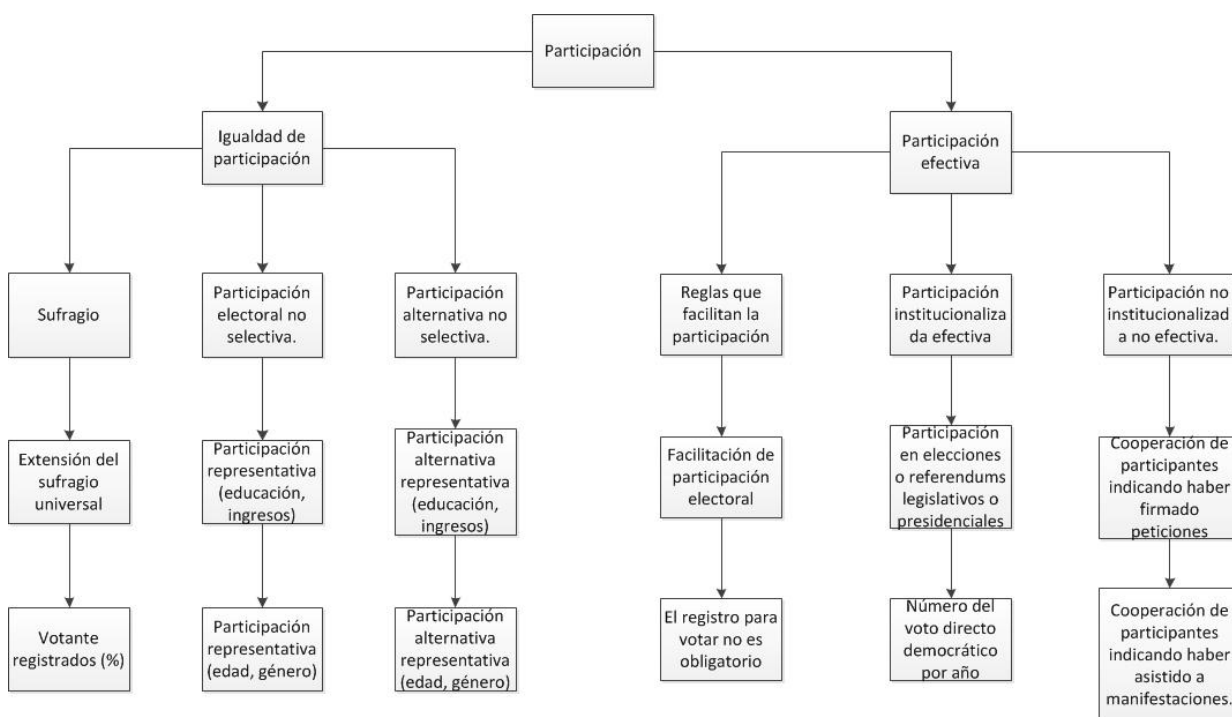 Participación
Igualdad de
participación
Participación
efectiva
Sufragio
Participación
electoral no
selectiva.
Participación
alternativa no
selectiva.
Reglas que
facilitan la
participación
Participación
institucionaliza
da efectiva
Participación no
institucionalizad
a no efectiva.
Extensión del
sufragio
universal
Participación
representativa
(educación,
ingresos)
Participación
alternativa
representativa
(educación,
ingresos)
Facilitación de
participación
electoral
Participación
en elecciones
o referendums
legislativos o
presidenciales
Cooperación de
participantes
indicando haber
firmado
peticiones
Votante
registrados (%)
Participación
representativa
(edad, género)
Participación
alternativa
representativa
(edad, género)
El registro para
votar no es
obligatorio
Número del
voto directo
democrático
por año
Cooperación de
participantes
indicando haber
asistido a
manifestaciones.